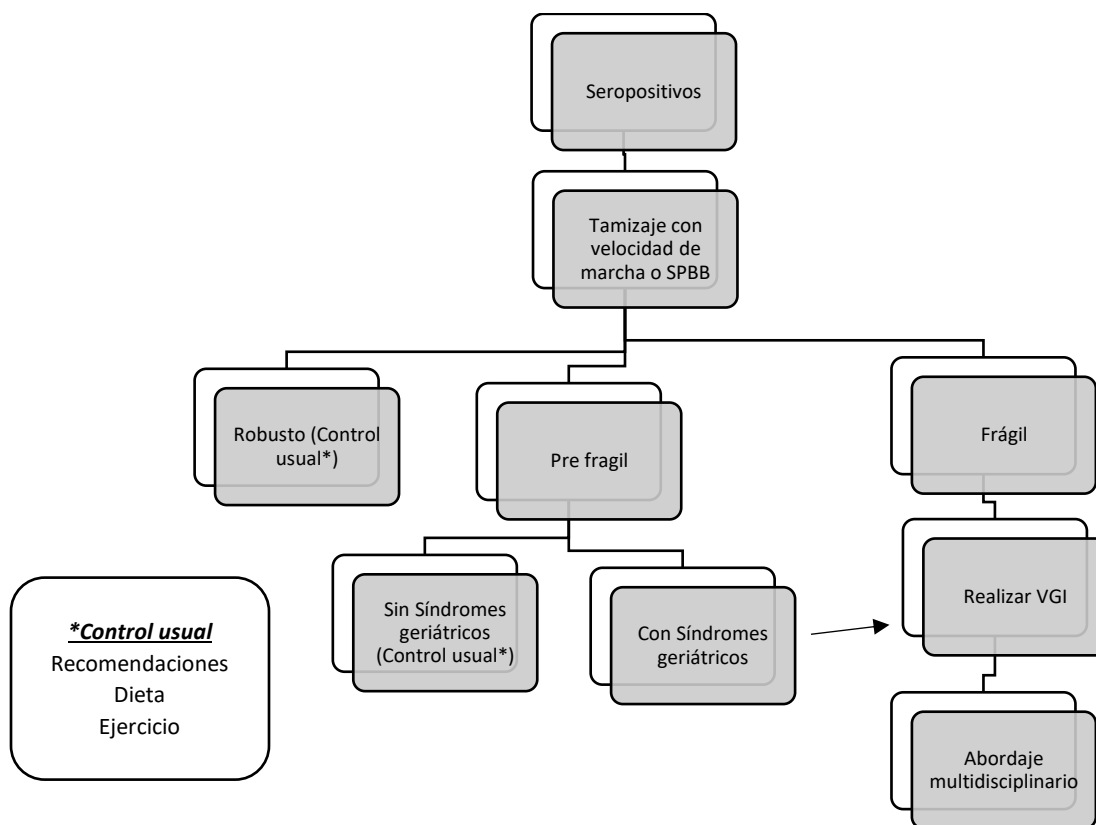 Seropositivos
Tamizaje con
velocidad de
marcha o SPBB
Robusto (Control
usual*)
Pre fragil
Frágil
Sin Síndromes
geriátricos
(Control usual*)
Con Síndromes
geriátricos
Realizar VGI
Abordaje
multidisciplinario
*Control usual
Recomendaciones
Dieta
Ejercicio